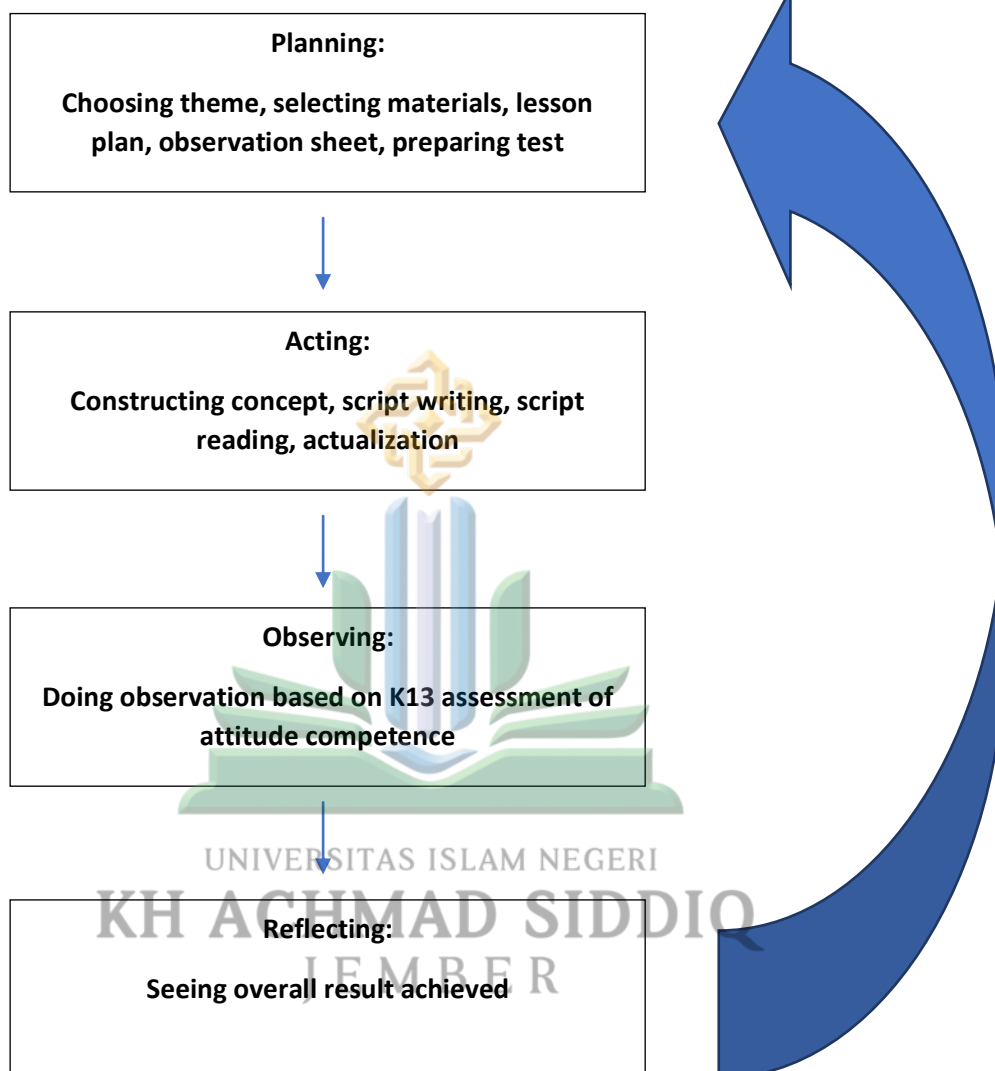 Planning:
Choosing theme, selecting materials, lesson
plan, observation sheet, preparing test
Acting:
Constructing concept, script writing, script
reading, actualization
Observing:
Doing observation based on K13 assessment of
attitude competence
UNIVERSITAS ISLAM NEGERI
KH ACHMAD SIDDIQ
Reflecting:
JEMBER
Seeing overall result achieved